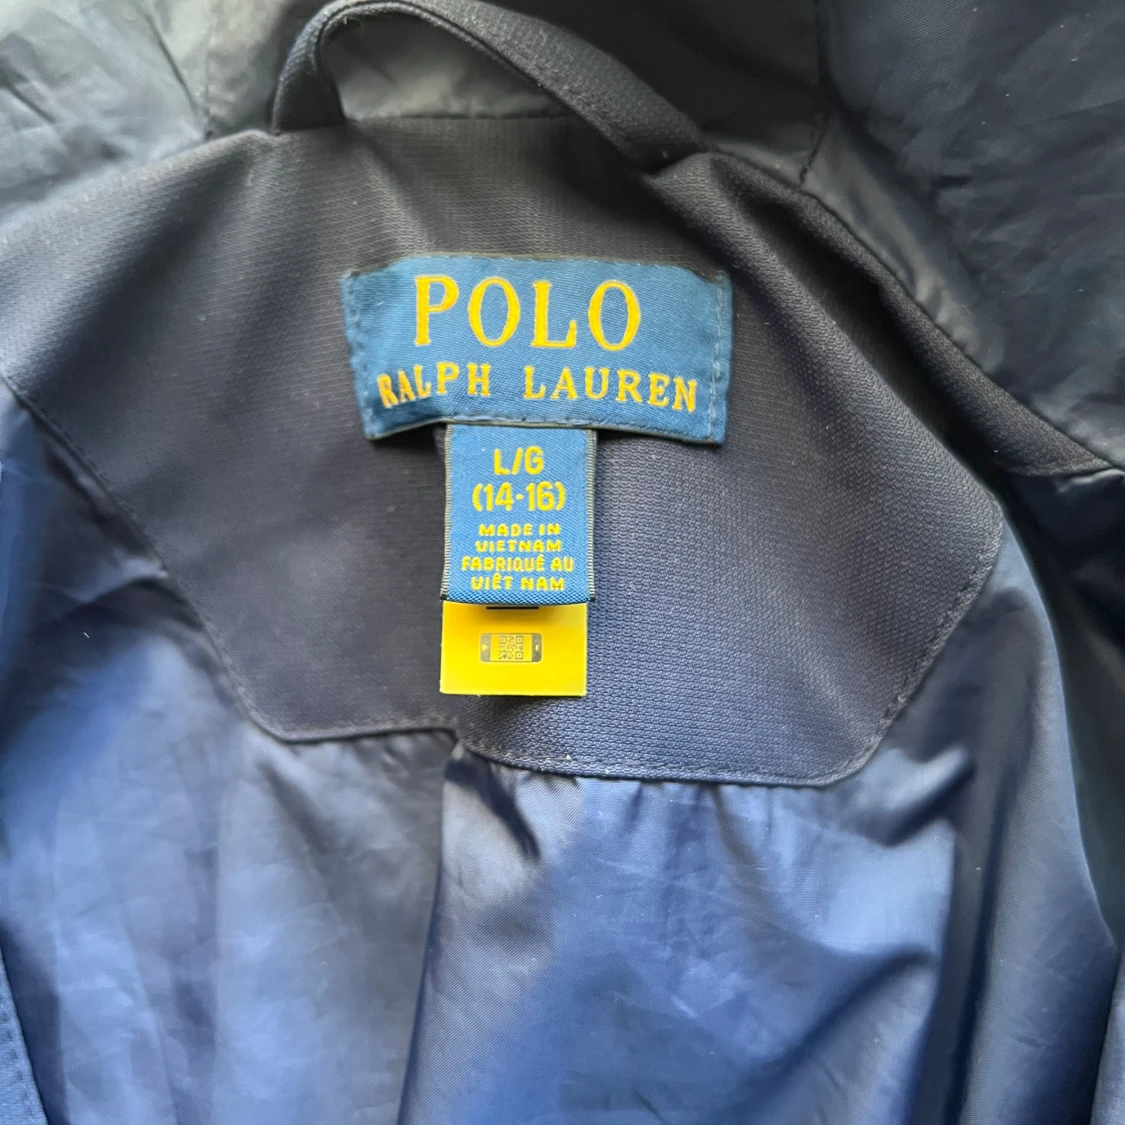 POLO
RALPH LAUREN
L/G
(14-16)
MADE IN
VIETNAM
FABRIQUÉ AU
VIÊT NAM